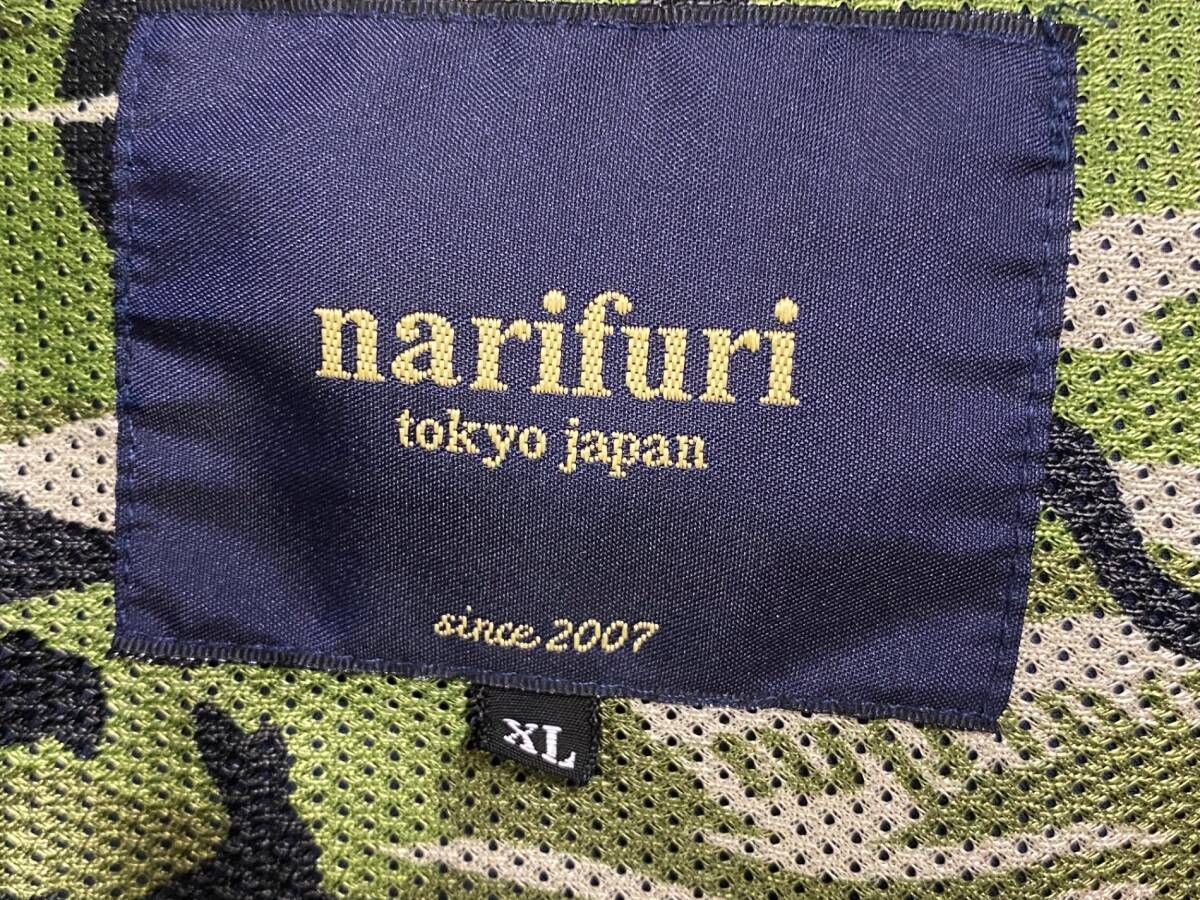 narifuri
tokyo japan
since 2007
XL